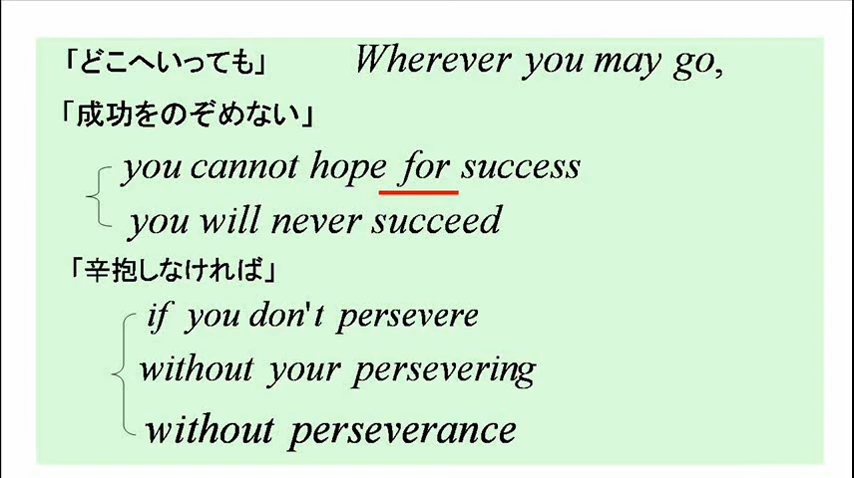 「どこへいっても」 Wherever you may go,
「成功をのぞめない」
you cannot hope for success
you will never succeed
「辛抱しなければ」
if you don't persevere
without your persevering
without perseverance